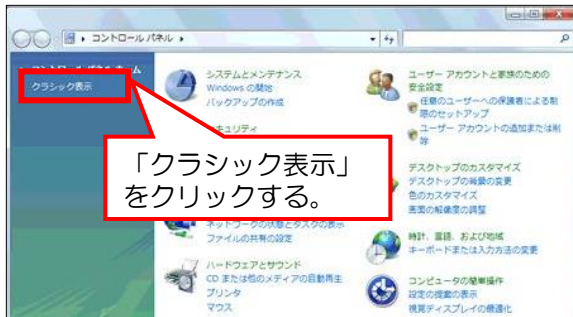 コントロール パネル
クラシック表示
システムとメンテナンス
Windows の開始
バックアップの作成
「クラシック表示」
をクリックする。
ネットワークの状態とタスクの表示
ファイルの共有の設定
ハードウェアとサウンド
CD または他のメディアの自動再生
プリンタ
マウス
ユーザー アカウントと家族のための
安全設定
任意のユーザーへの保護者による制
限のセットアップ
ユーザー アカウントの追加または削
除
デスクトップのカスタマイズ
デスクトップの背景の変更
色のカスタマイズ
画面の解像度の調整
時計、言語、および地域
キーボードまたは入力方法の変更
コンピュータの簡単操作
設定の提案の表示
視覚ディスプレイの最適化